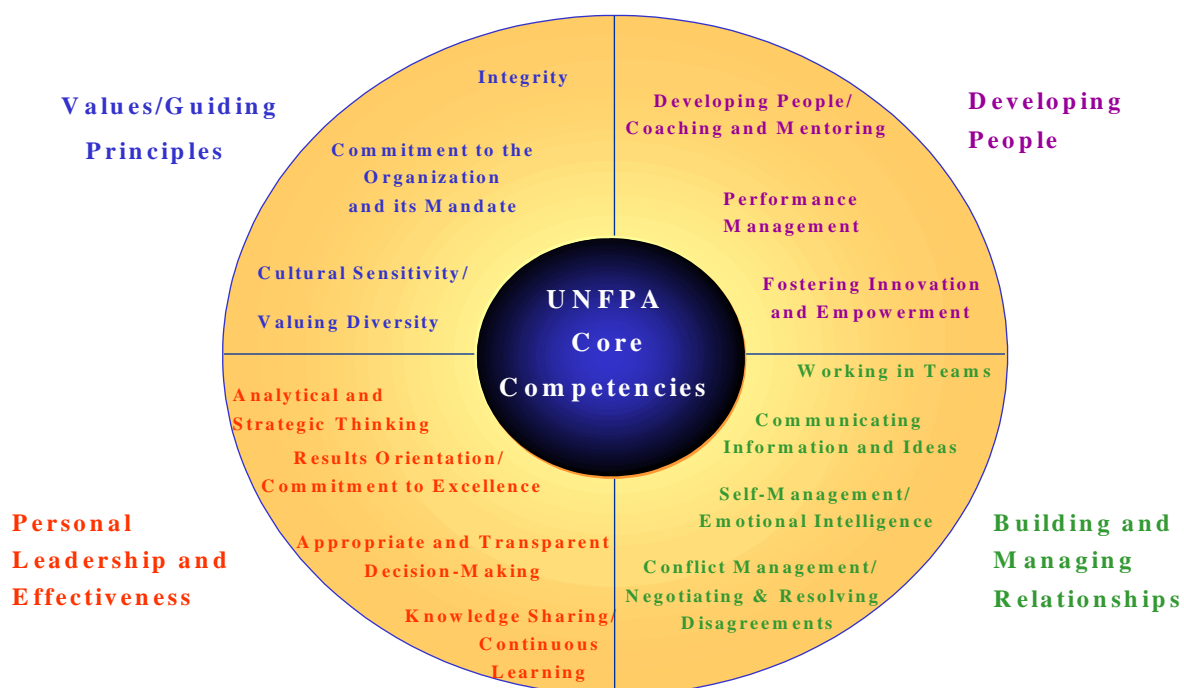 Values/Guiding
Principles
Integrity
Commitment to the
Organization
and its Mandate
Cultural Sensitivity/
Valuing Diversity
Developing
People
Developing People/
Coaching and Mentoring
Performance
Management
Fostering Innovation
and Empowerment
UNFPA
Core
Competencies
Personal
Leadership and
Effectiveness
Analytical and
Strategic Thinking
Results Orientation/
Commitment to Excellence
Appropriate and Transparent
Decision-Making
Knowledge Sharing/
Continuous
Learning
Working in Teams
Communicating
Information and Ideas
Self-Management/
Emotional Intelligence
Conflict Management/
Negotiating & Resolving
Disagreements
Building and
Managing
Relationships